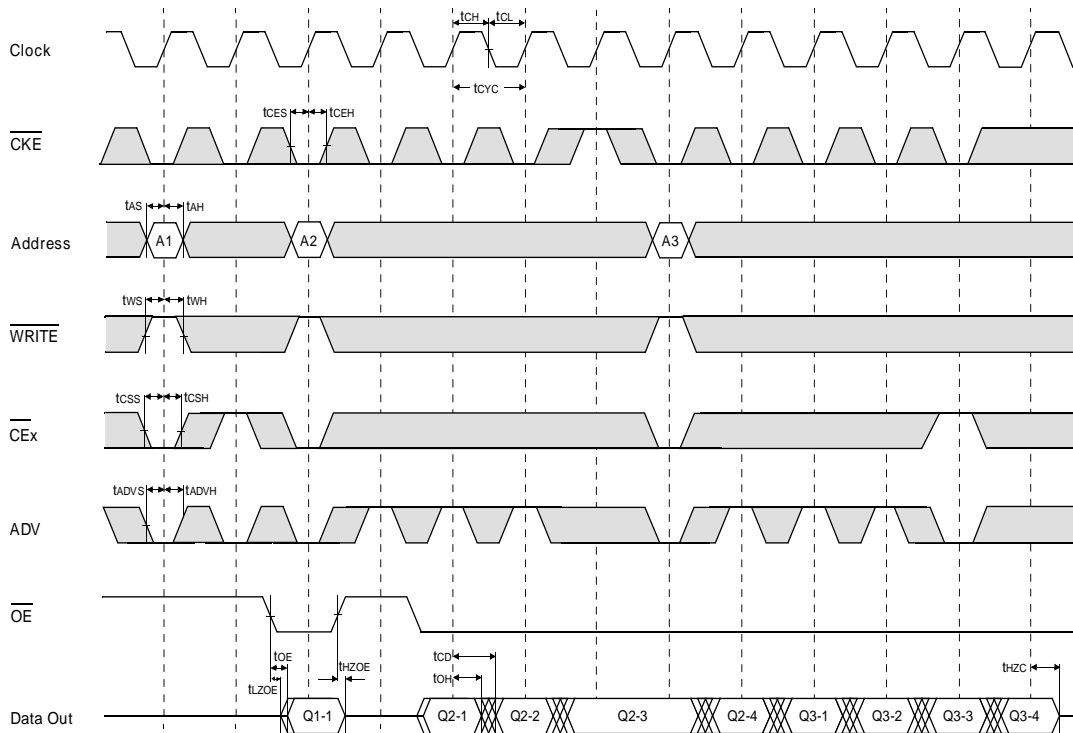 tCH tCL
Clock
tCYC
tCES tCEH
CKE
tAS tAH
Address A1 A2 A3
tWS tWH
WRITE
tCSS tCSH
CEx
tADVS tADVH
ADV
OE
tOE tHZOE tCD tHZC
tLZOE tOH
Data Out Q1-1 Q2-1 Q2-2 Q2-3 Q2-4 Q3-1 Q3-2 Q3-3 Q3-4